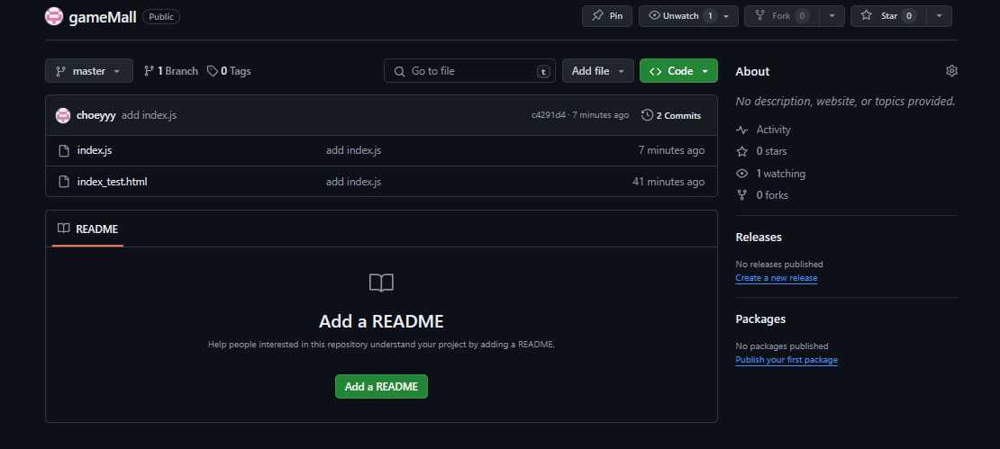 gameMall Public Pin Unwatch 1 Fork 0 Star 0
master 1 Branch 0 Tags Go to file t Add file Code
choeyyy add index.js c4291d4 · 7 minutes ago 2 Commits
index.js add index.js 7 minutes ago
index_test.html add index.js 41 minutes ago
README
Add a README
Help people interested in this repository understand your project by adding a README.
Add a README
About
No description, website, or topics provided.
Activity
0 stars
1 watching
0 forks
Releases
No releases published
Create a new release
Packages
No packages published
Publish your first package